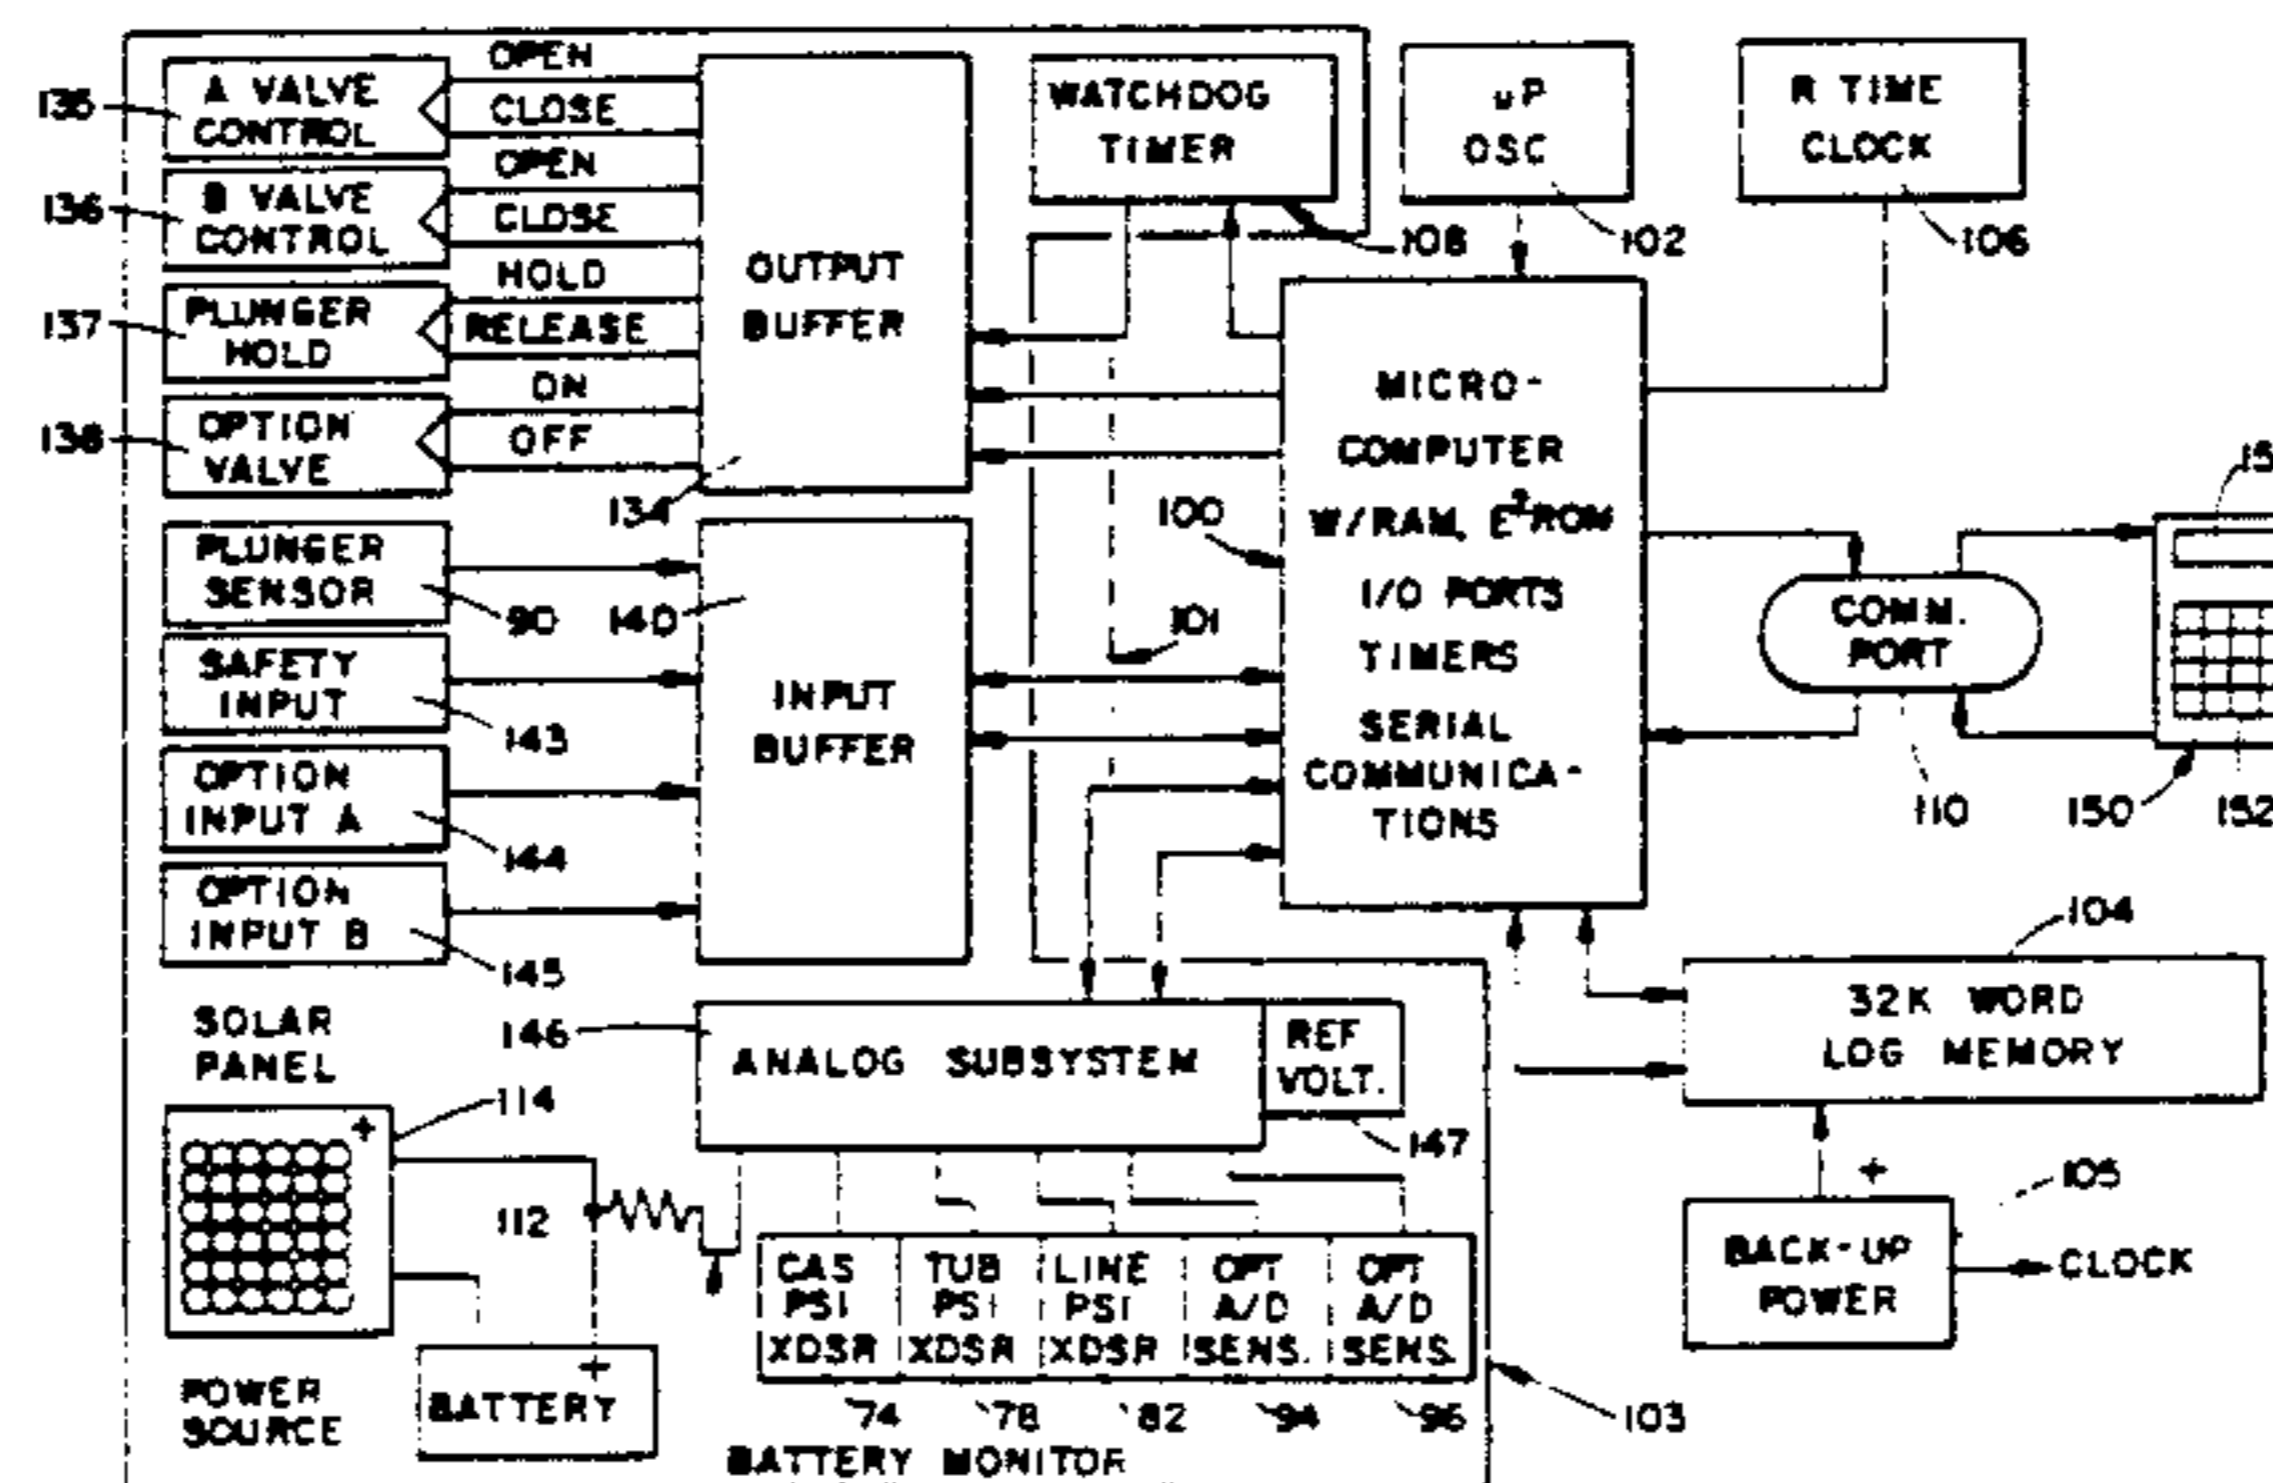 OPEN
135
A VALVE
CONTROL
CLOSE
OPEN
136
B VALVE
CONTROL
CLOSE
HOLD
137
PLUNGER
HOLD
RELEASE
ON
138
OPTION
VALVE
OFF
OUTPUT
BUFFER
134
WATCHDOG
TIMER
108
uP
OSC
102
R TIME
CLOCK
106
PLUNGER
SENSOR
90
140
SAFETY
INPUT
143
OPTION
INPUT A
144
OPTION
INPUT B
145
INPUT
BUFFER
100
101
MICRO-
COMPUTER
W/RAM, E²ROM
I/O PORTS
TIMERS
SERIAL
COMMUNICA-
TIONS
COMM.
PORT
110
150
152
104
32K WORD
LOG MEMORY
105
+
BACK-UP
POWER
CLOCK
SOLAR
PANEL
146
ANALOG SUBSYSTEM
REF
VOLT.
147
+
114
112
CAS
PSI
XDSR
TUB
PSI
XDSR
LINE
PSI
XDSR
OPT
A/D
SENS.
OPT
A/D
SENS.
74
78
82
94
96
103
POWER
SOURCE
+
BATTERY
BATTERY MONITOR